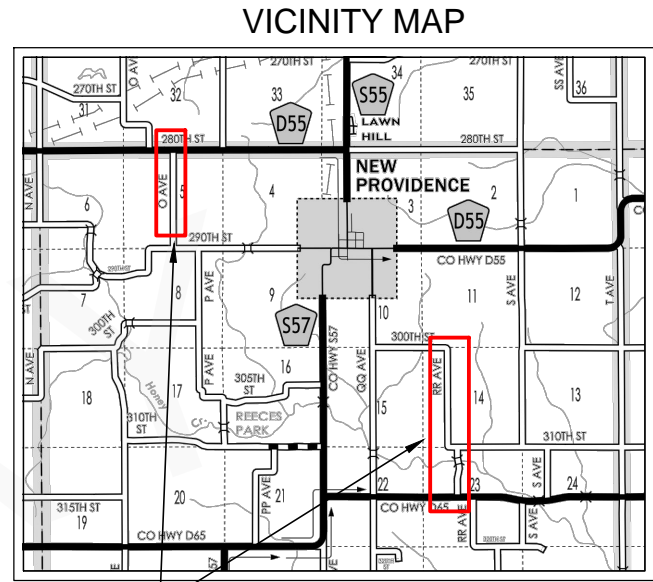 VICINITY MAP
270TH ST
O AVE
32
33
270TH ST
34
35
SS AVE
36
31
S55
D55
LAWN
HILL
280TH ST
280TH ST
NEW
PROVIDENCE
N AVE
6
O AVE
5
4
3
2
1
D55
290TH ST
CO HWY D55
290TH ST
7
8
P AVE
9
10
11
S AVE
12
T AVE
300TH
ST
S57
CO HWY S57
QQ AVE
300TH ST
RR AVE
N AVE
18
17
P AVE
16
305TH
ST
15
14
13
Honey
Cr.
REECES
PARK
310TH
ST
310TH ST
315TH ST
19
20
PP AVE
21
22
23
24
S AVE
CO HWY D65
CO HWY D65
RR AVE
S AVE
57
320TH ST